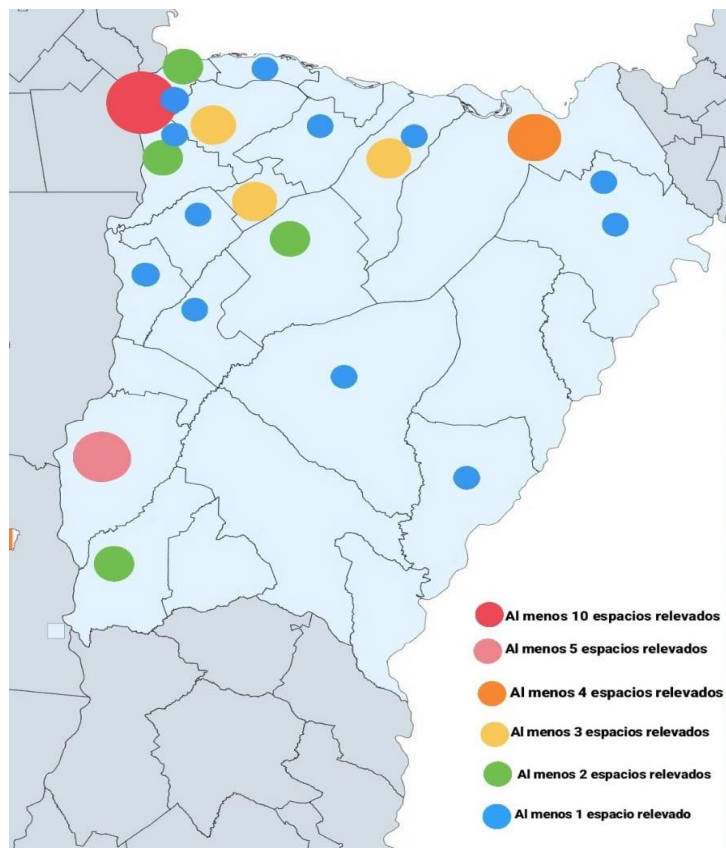 Al menos 10 espacios relevados
Al menos 5 espacios relevados
Al menos 4 espacios relevados
Al menos 3 espacios relevados
Al menos 2 espacios relevados
Al menos 1 espacio relevado